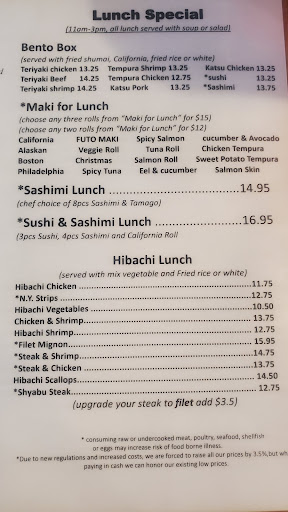 Lunch Special
(11am-3pm, all lunch served with soup or salad)
Bento Box
(served with fried shumai, California, fried rice or white)
Teriyaki chicken 13.25 Tempura Shrimp 13.25 Katsu Chicken 13.25
Teriyaki Beef 14.25 Tempura Chicken 12.75 *sushi 13.25
Teriyaki shrimp 14.25 Katsu Pork 13.25 *Sashimi 13.75
*Maki for Lunch
(choose any three rolls from "Maki for Lunch" for $15)
(choose any two rolls from "Maki for Lunch" for $12)
California FUTO MAKI Spicy Salmon cucumber & Avocado
Alaskan Veggie Roll Tuna Roll Chicken Tempura
Boston Christmas Salmon Roll Sweet Potato Tempura
Philadelphia Spicy Tuna Eel & cucumber Salmon Skin
*Sashimi Lunch ................................14.95
(chef choice of 8pcs Sashimi & Tamago)
*Sushi & Sashimi Lunch .....................16.95
(3pcs Sushi, 4pcs Sashimi and California Roll
Hibachi Lunch
(served with mix vegetable and Fried rice or white)
Hibachi Chicken ..................................................11.75
*N.Y. Strips ........................................................12.75
Hibachi Vegetables ..............................................10.50
Chicken & Shrimp................................................13.75
Hibachi Shrimp....................................................12.75
*Filet Mignon......................................................15.95
*Steak & Shrimp..................................................14.75
*Steak & Chicken ................................................13.75
Hibachi Scallops..................................................14.50
*Shyabu Steak.....................................................12.75
(upgrade your steak to filet add $3.5)
* consuming raw or undercooked meat, poultry, seafood, shellfish
or eggs may increase risk of food borne illness.
*Due to new regulations and increased costs, we are forced to raise all our prices by 3.5%,but wh
paying in cash we can honor our existing low prices.